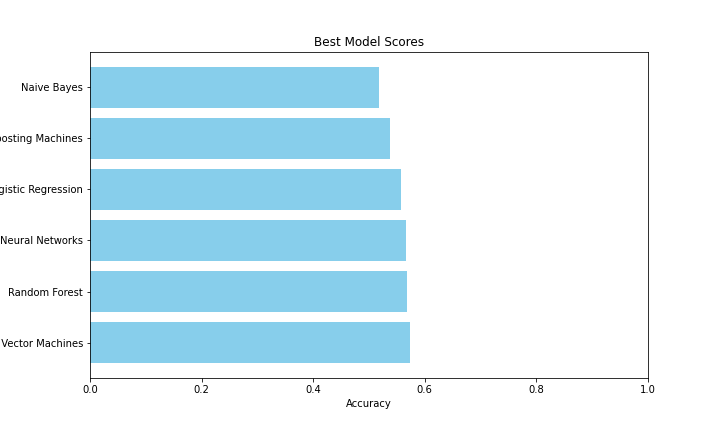 Best Model Scores
Naive Bayes
osting Machines
gistic Regression
Neural Networks
Random Forest
Vector Machines
0.0 0.2 0.4 0.6 0.8 1.0
Accuracy